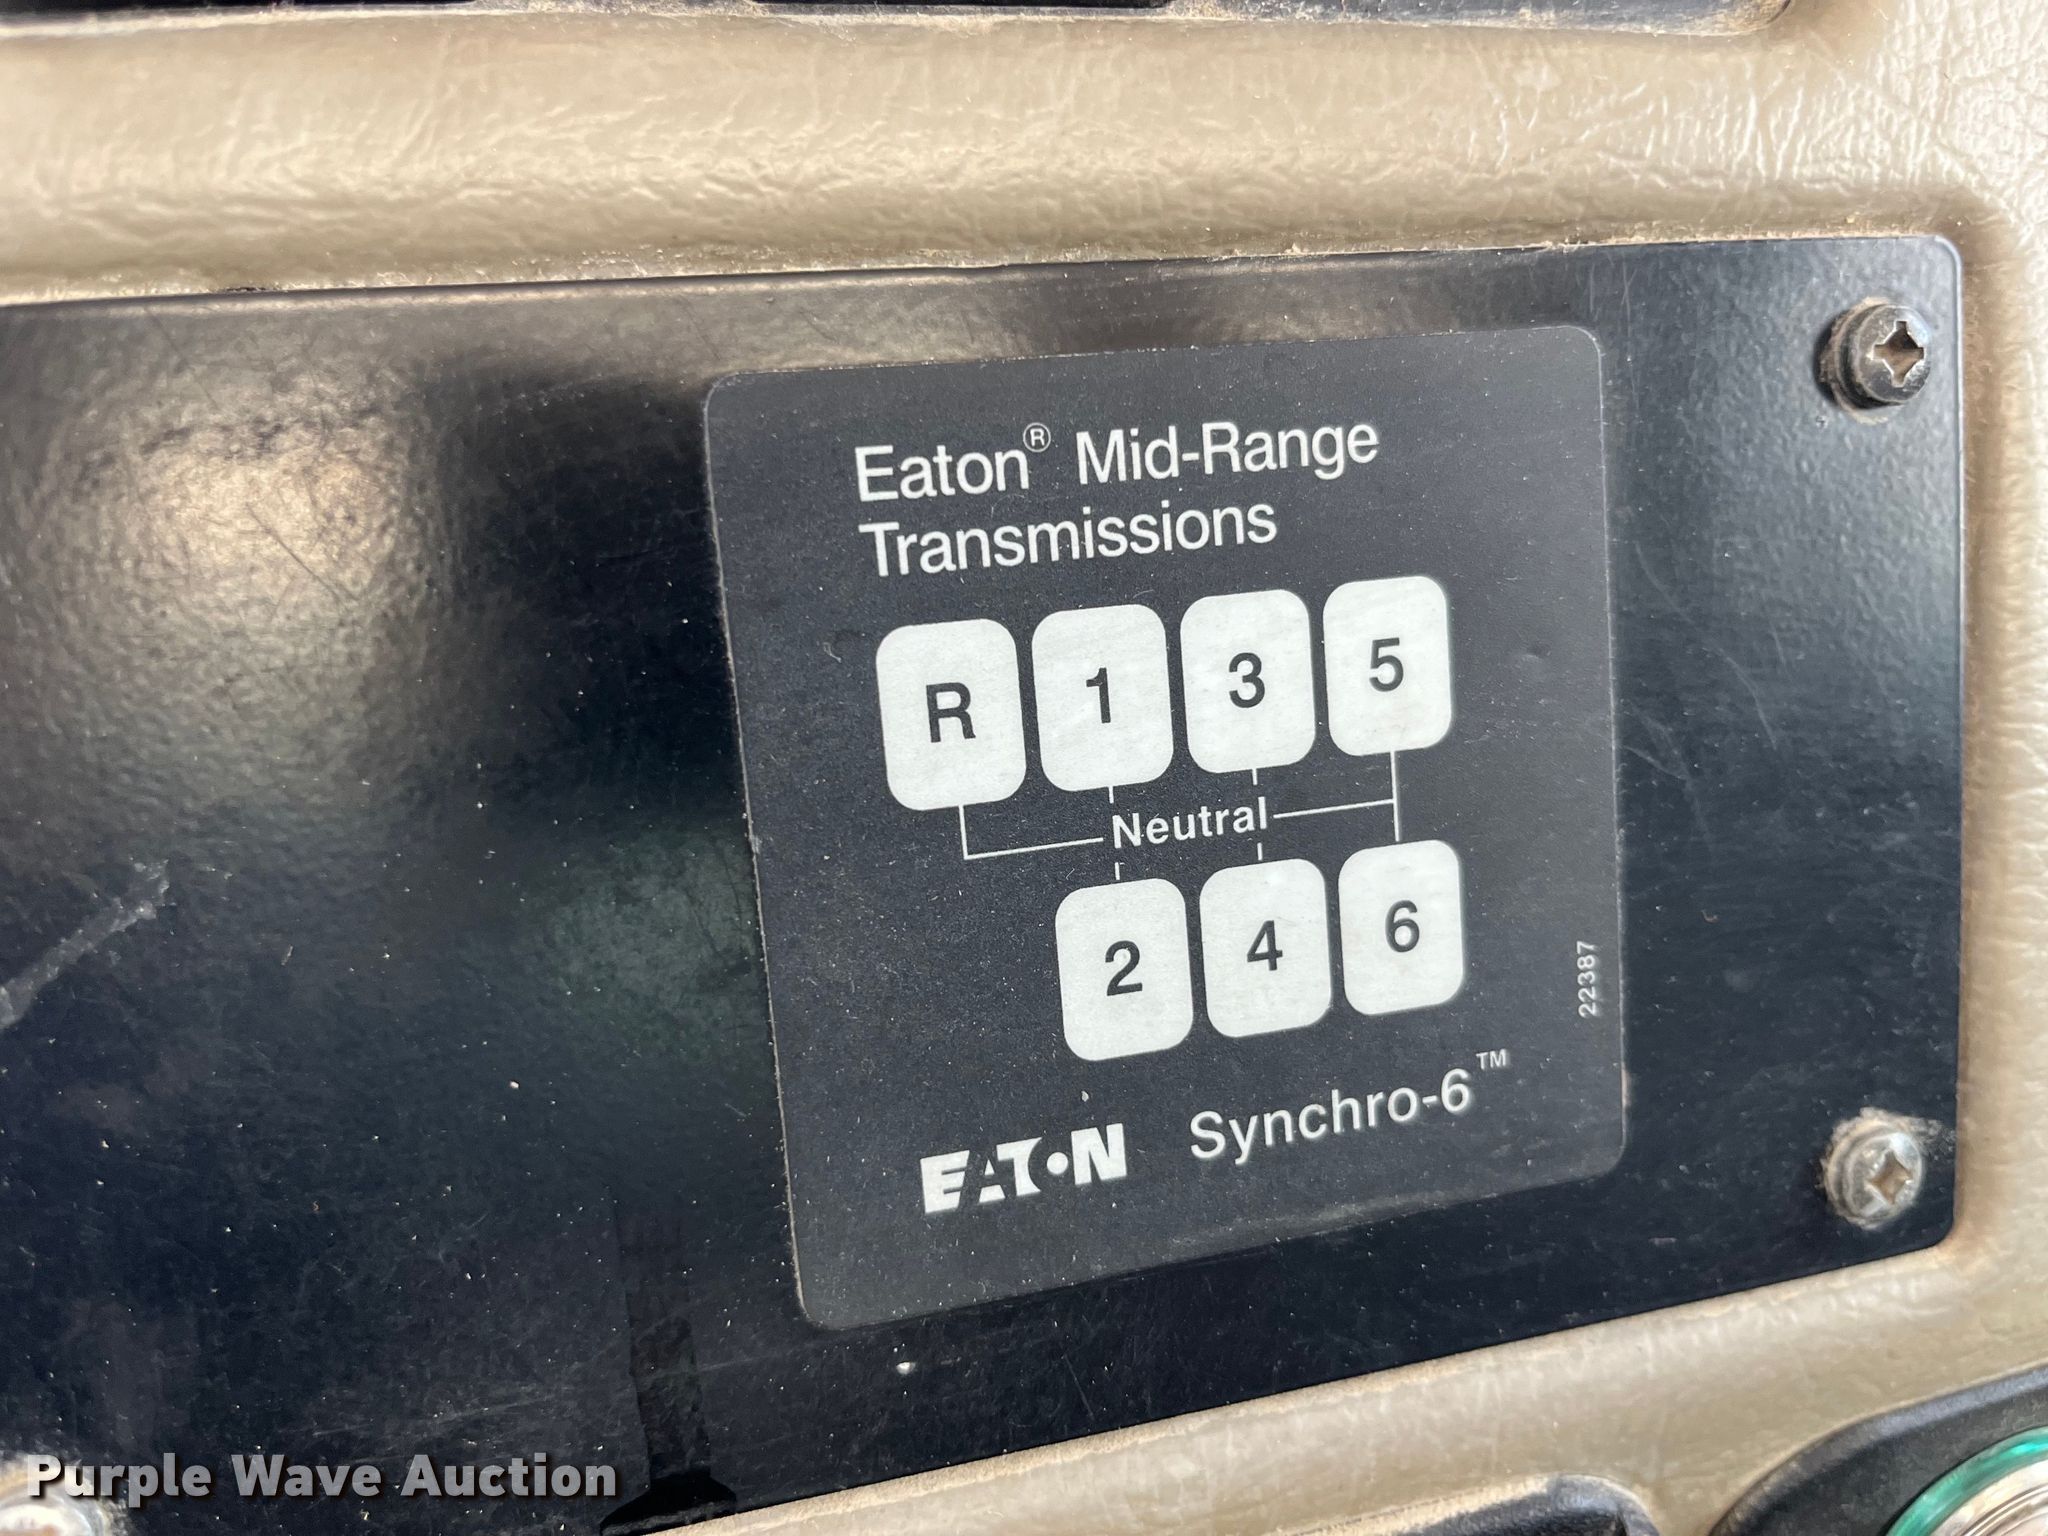 Eaton® Mid-Range
Transmissions
R 1 3 5
Neutral
2 4 6
22387
EATON Synchro-6™
Purple Wave Auction